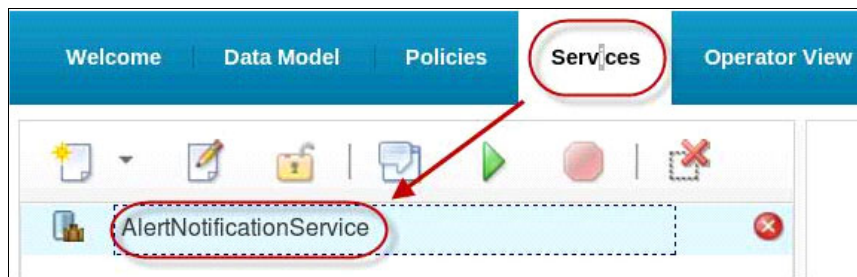 Welcome Data Model Policies Services Operator View
AlertNotificationService